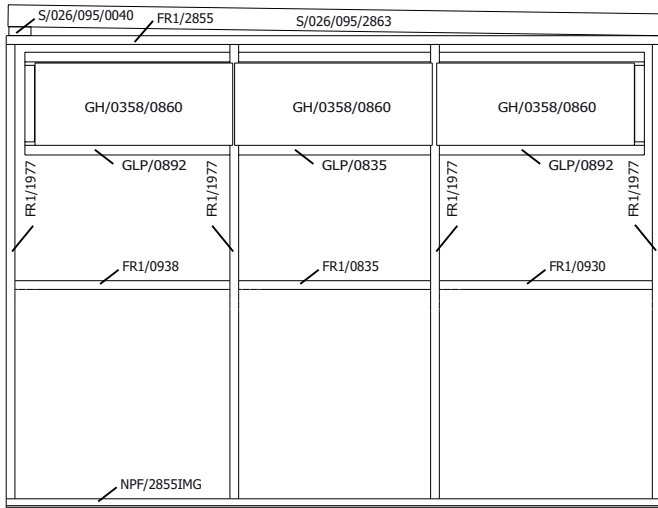 S/026/095/0040
FR1/2855
S/026/095/2863
GH/0358/0860
GH/0358/0860
GH/0358/0860
GLP/0892
GLP/0835
GLP/0892
FR1/1977
FR1/1977
FR1/1977
FR1/1977
FR1/0938
FR1/0835
FR1/0930
NPF/2855IMG